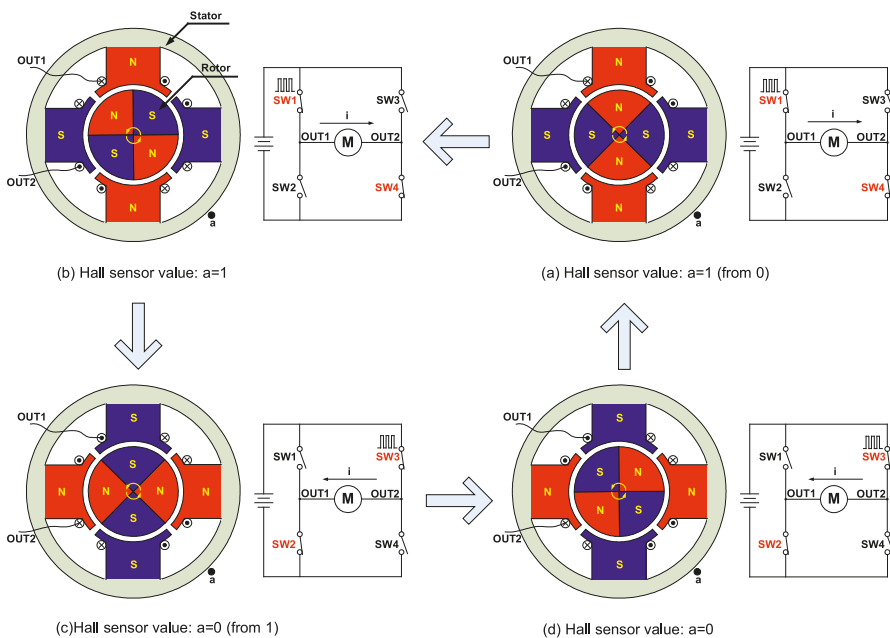 Stator
Rotor
OUT1
OUT2
N
S
S
N
N
S
S
N
a
SW1
SW3
i
OUT1
M
OUT2
SW2
SW4
(b) Hall sensor value: a=1
OUT1
OUT2
N
N
S
S
S
S
N
N
a
SW1
SW3
i
OUT1
M
OUT2
SW2
SW4
(a) Hall sensor value: a=1 (from 0)
OUT1
OUT2
S
S
N
N
N
N
S
S
a
SW1
SW3
i
OUT1
M
OUT2
SW2
SW4
(c)Hall sensor value: a=0 (from 1)
OUT1
OUT2
S
S
N
N
N
N
S
S
a
SW1
SW3
i
OUT1
M
OUT2
SW2
SW4
(d) Hall sensor value: a=0